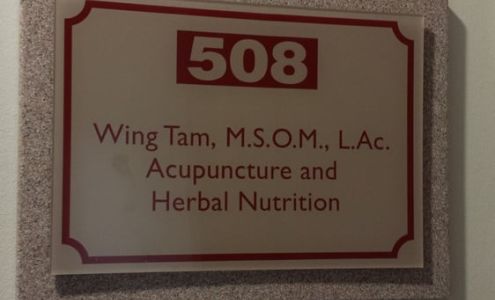 508
Wing Tam, M.S.O.M., L.Ac.
Acupuncture and
Herbal Nutrition